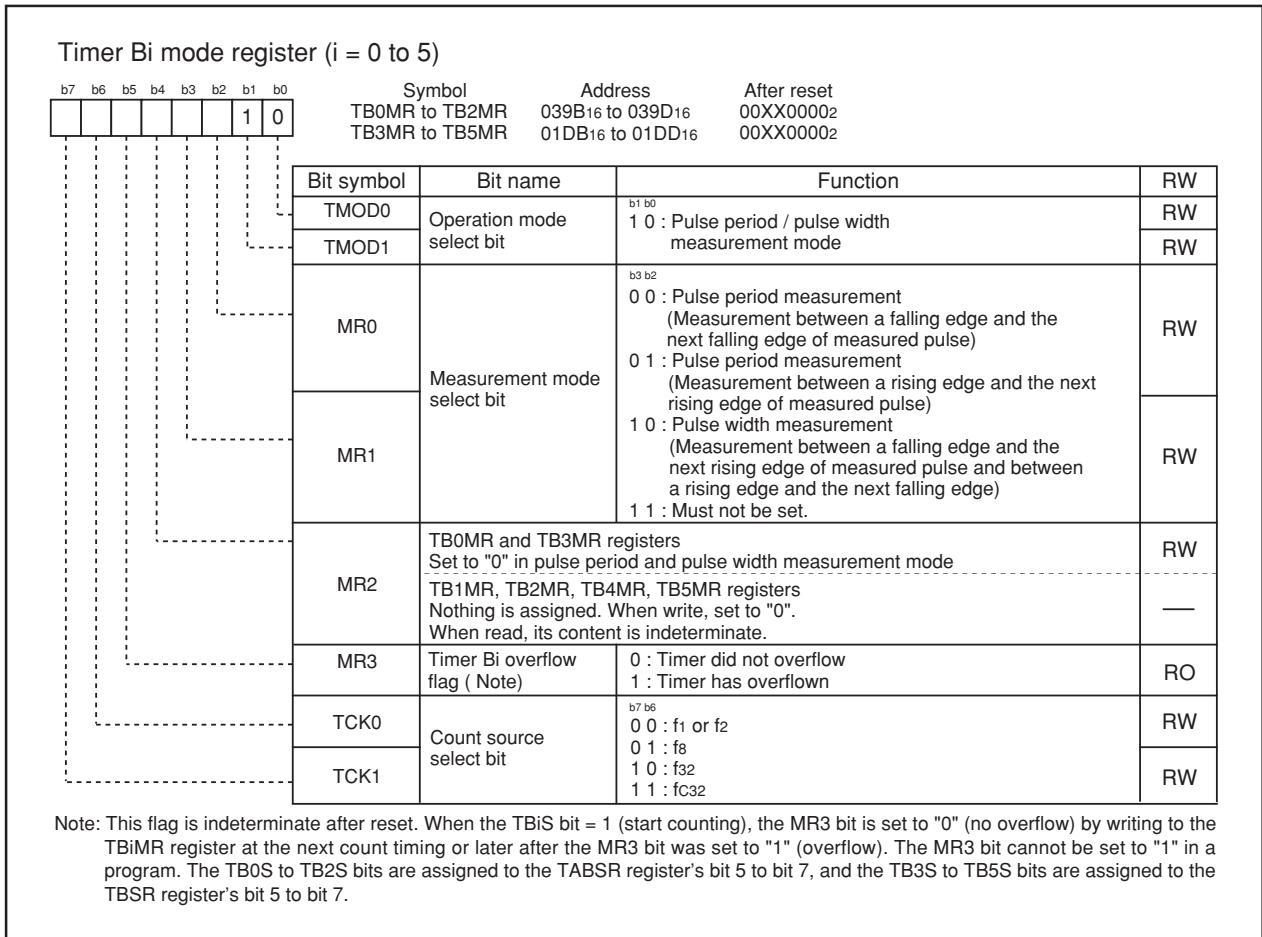 Timer Bi mode register (i = 0 to 5)
b7 b6 b5 b4 b3 b2 b1 b0
1 0
Symbol Address After reset
TB0MR to TB2MR 039B16 to 039D16 00XX00002
TB3MR to TB5MR 01DB16 to 01DD16 00XX00002
Bit symbol Bit name Function RW
TMOD0 Operation mode select bit RW
TMOD1 RW
b1 b0
1 0 : Pulse period / pulse width
measurement mode
MR0 RW
Measurement mode
select bit
b3 b2
0 0 : Pulse period measurement
(Measurement between a falling edge and the
next falling edge of measured pulse)
0 1 : Pulse period measurement
(Measurement between a rising edge and the next
rising edge of measured pulse)
1 0 : Pulse width measurement
(Measurement between a falling edge and the
next rising edge of measured pulse and between
a rising edge and the next falling edge)
1 1 : Must not be set.
MR1 RW
MR2
TB0MR and TB3MR registers
Set to "0" in pulse period and pulse width measurement mode
RW
TB1MR, TB2MR, TB4MR, TB5MR registers
Nothing is assigned. When write, set to "0".
When read, its content is indeterminate.
—
MR3 Timer Bi overflow
flag ( Note)
0 : Timer did not overflow
1 : Timer has overflown
RO
TCK0 RW
Count source
select bit
b7 b6
0 0 : f1 or f2
0 1 : f8
1 0 : f32
1 1 : fC32
TCK1 RW
Note: This flag is indeterminate after reset. When the TBiS bit = 1 (start counting), the MR3 bit is set to "0" (no overflow) by writing to the
TBiMR register at the next count timing or later after the MR3 bit was set to "1" (overflow). The MR3 bit cannot be set to "1" in a
program. The TB0S to TB2S bits are assigned to the TABSR register's bit 5 to bit 7, and the TB3S to TB5S bits are assigned to the
TBSR register's bit 5 to bit 7.